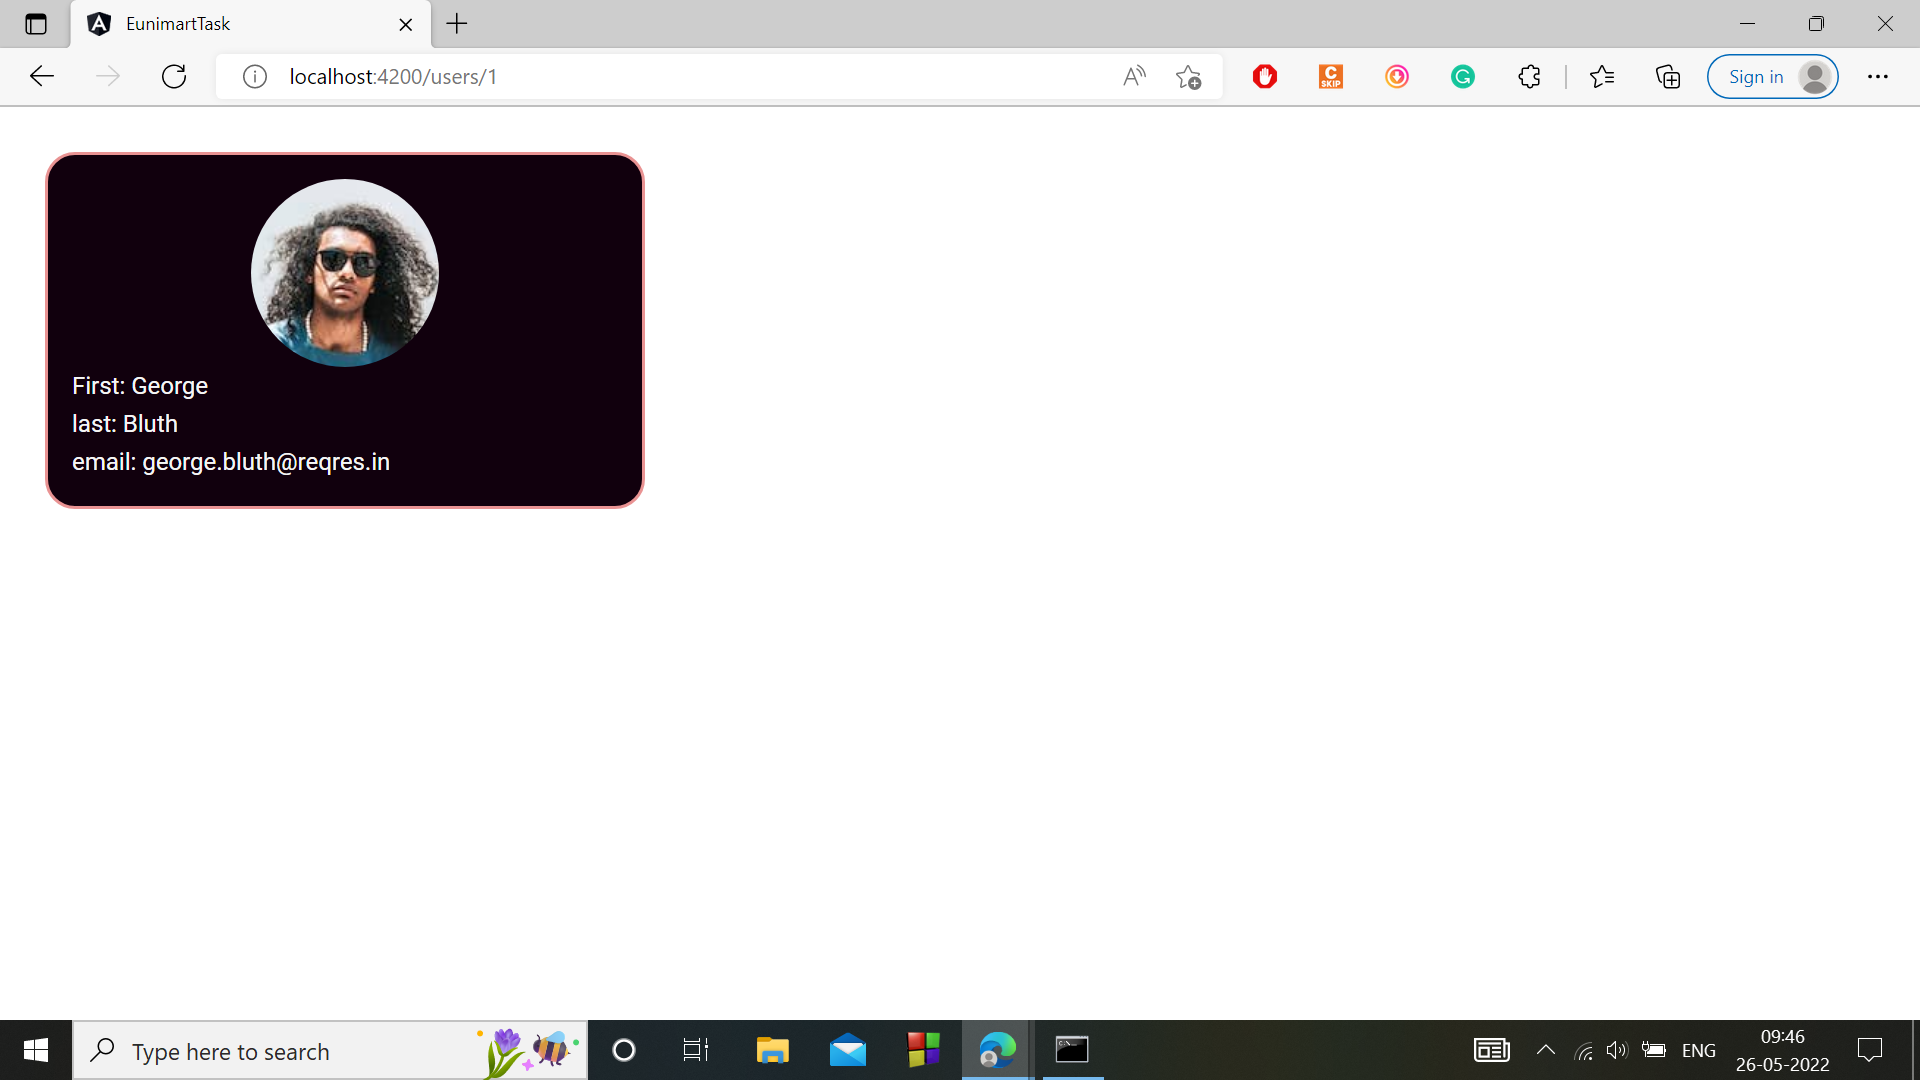 EunimartTask
localhost:4200/users/1
C
SKIP
Sign in
First: George
last: Bluth
email: george.bluth@reqres.in
Type here to search
ENG
09:46
26-05-2022